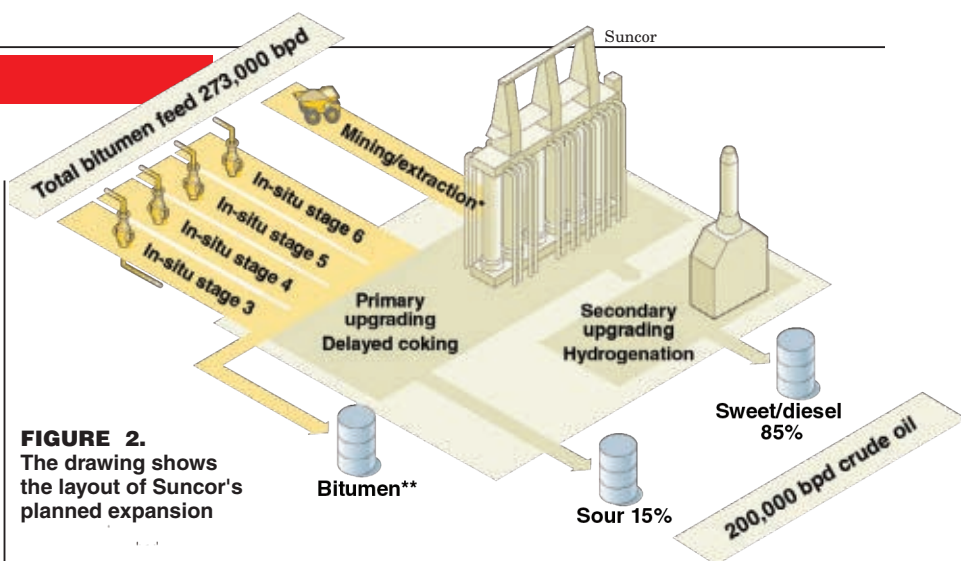 Suncor
Total bitumen feed 273,000 bpd
Mining/extraction*
In-situ stage 6
In-situ stage 5
In-situ stage 4
In-situ stage 3
Primary
upgrading
Delayed coking
Secondary
upgrading
Hydrogenation
Sweet/diesel
85%
FIGURE 2.
The drawing shows
the layout of Suncor's
planned expansion
Bitumen**
Sour 15%
200,000 bpd crude oil